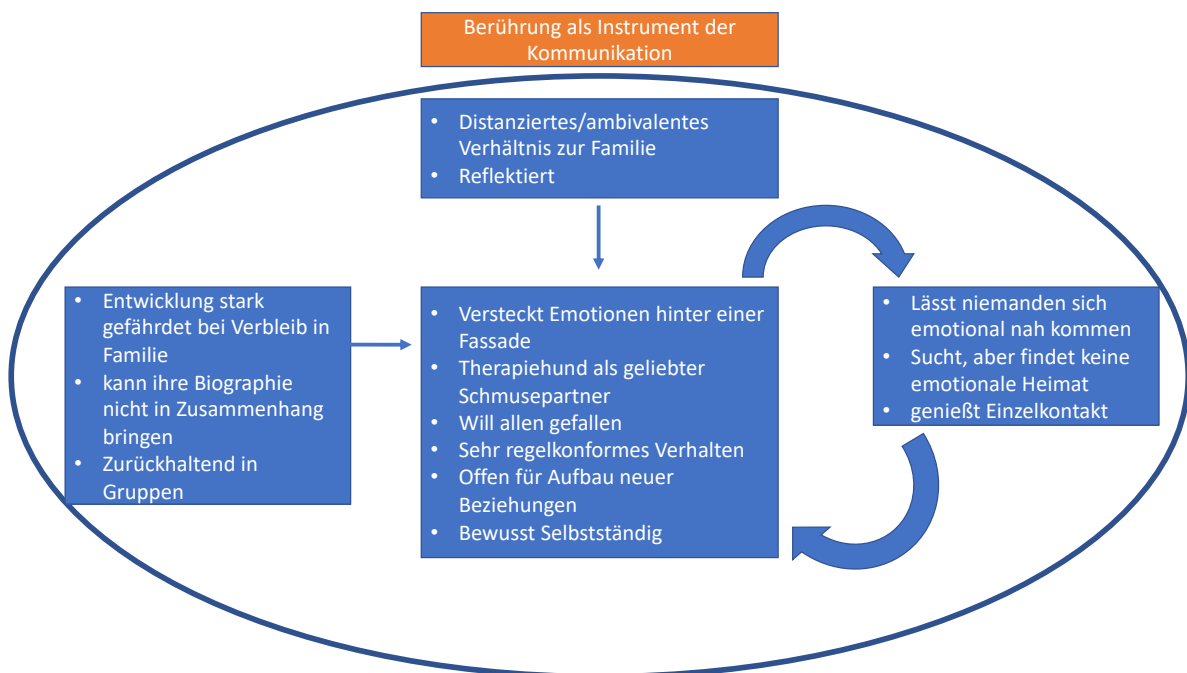 Berührung als Instrument der
Kommunikation
• Distanziertes/ambivalentes
Verhältnis zur Familie
• Reflektiert
• Entwicklung stark
gefährdet bei Verbleib in
Familie
• kann ihre Biographie
nicht in Zusammenhang
bringen
• Zurückhaltend in
Gruppen
• Versteckt Emotionen hinter einer
Fassade
• Therapiehund als geliebter
Schmusepartner
• Will allen gefallen
• Sehr regelkonformes Verhalten
• Offen für Aufbau neuer
Beziehungen
• Bewusst Selbstständig
• Lässt niemanden sich
emotional nah kommen
• Sucht, aber findet keine
emotionale Heimat
• genießt Einzelkontakt